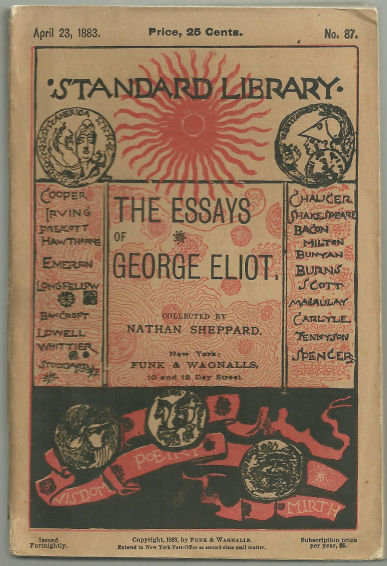 April 23, 1883.
Price, 25 Cents.
No. 87.
STANDARD LIBRARY
AMERICA
COOPER
IRVING
PRESCOTT
HAWTHORNE
EMERSON
LONGFELLOW
BANCROFT
LOWELL
WHITTIER
STODDARD
THE ESSAYS
OF
GEORGE ELIOT.
COLLECTED BY
NATHAN SHEPPARD.
New York:
FUNK & WAGNALLS,
10 and 12 Dey Street.
CHAUCER
SHAKESPEARE
BACON
MILTON
BUNYAN
BURNS
SCOTT
MACAULAY
CARLYLE
TENNYSON
SPENCER
WISDOM
POETRY
MIRTH
Issued
Fortnightly.
Copyright, 1883, by FUNK & WAGNALLS.
Entered in New York Post-Office as second class mail matter.
Subscription price
per year, $5.